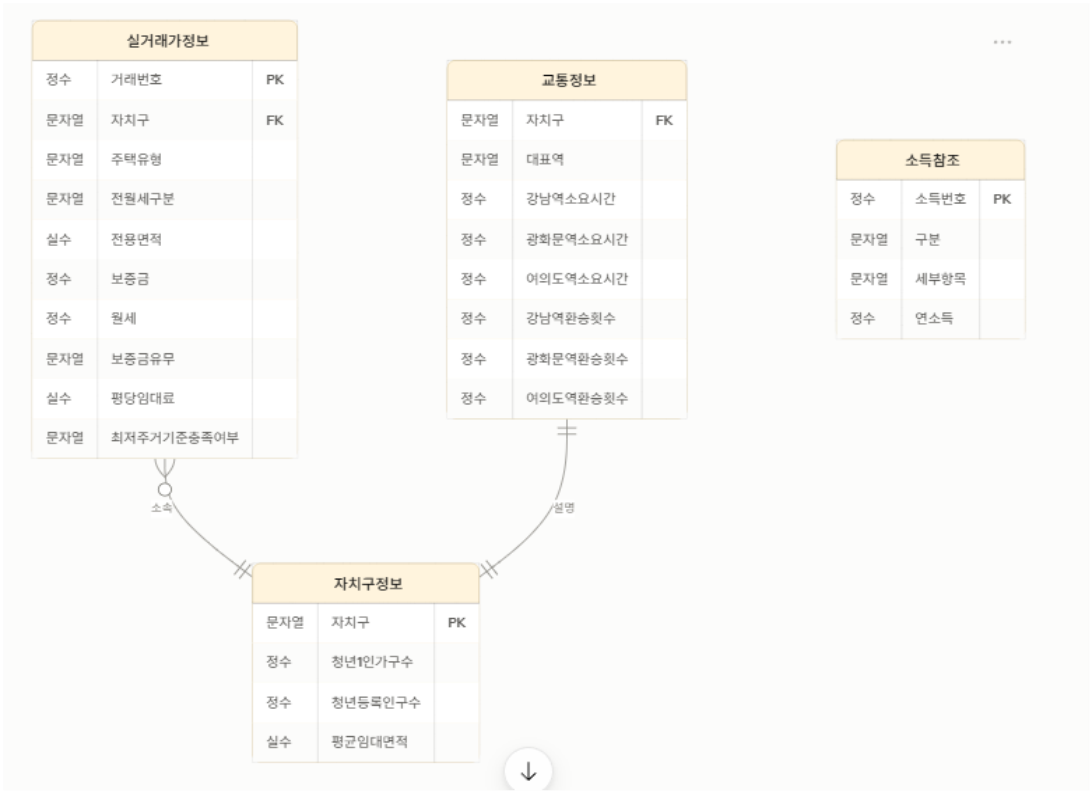 실거래가정보
정수 거래번호 PK
문자열 자치구 FK
문자열 주택유형
문자열 전월세구분
실수 전용면적
정수 보증금
정수 월세
문자열 보증금유무
실수 평당임대료
문자열 최저주거기준충족여부
교통정보
문자열 자치구 FK
문자열 대표역
정수 강남역소요시간
정수 광화문역소요시간
정수 여의도역소요시간
정수 강남역환승횟수
정수 광화문역환승횟수
정수 여의도역환승횟수
소득참조
정수 소득번호 PK
문자열 구분
문자열 세부항목
정수 연소득
소속
설명
자치구정보
문자열 자치구 PK
정수 청년1인가구수
정수 청년등록인구수
실수 평균임대면적